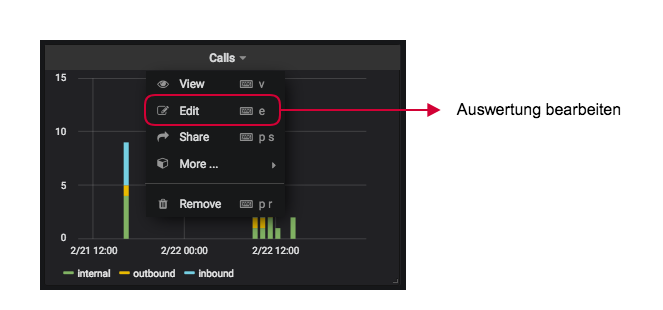 Calls
15
View v
Edit e
Auswertung bearbeiten
10
Share p s
More ...
5
Remove p r
0
2/21 12:00 2/22 00:00 2/22 12:00
internal outbound inbound